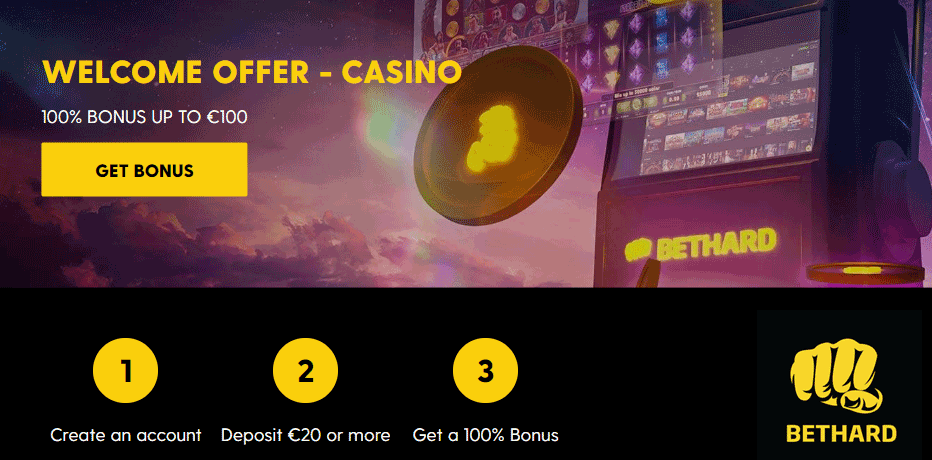 WELCOME OFFER - CASINO
100% BONUS UP TO €100
GET BONUS
BETHARD
1
2
3
Create an account
Deposit €20 or more
Get a 100% Bonus
BETHARD